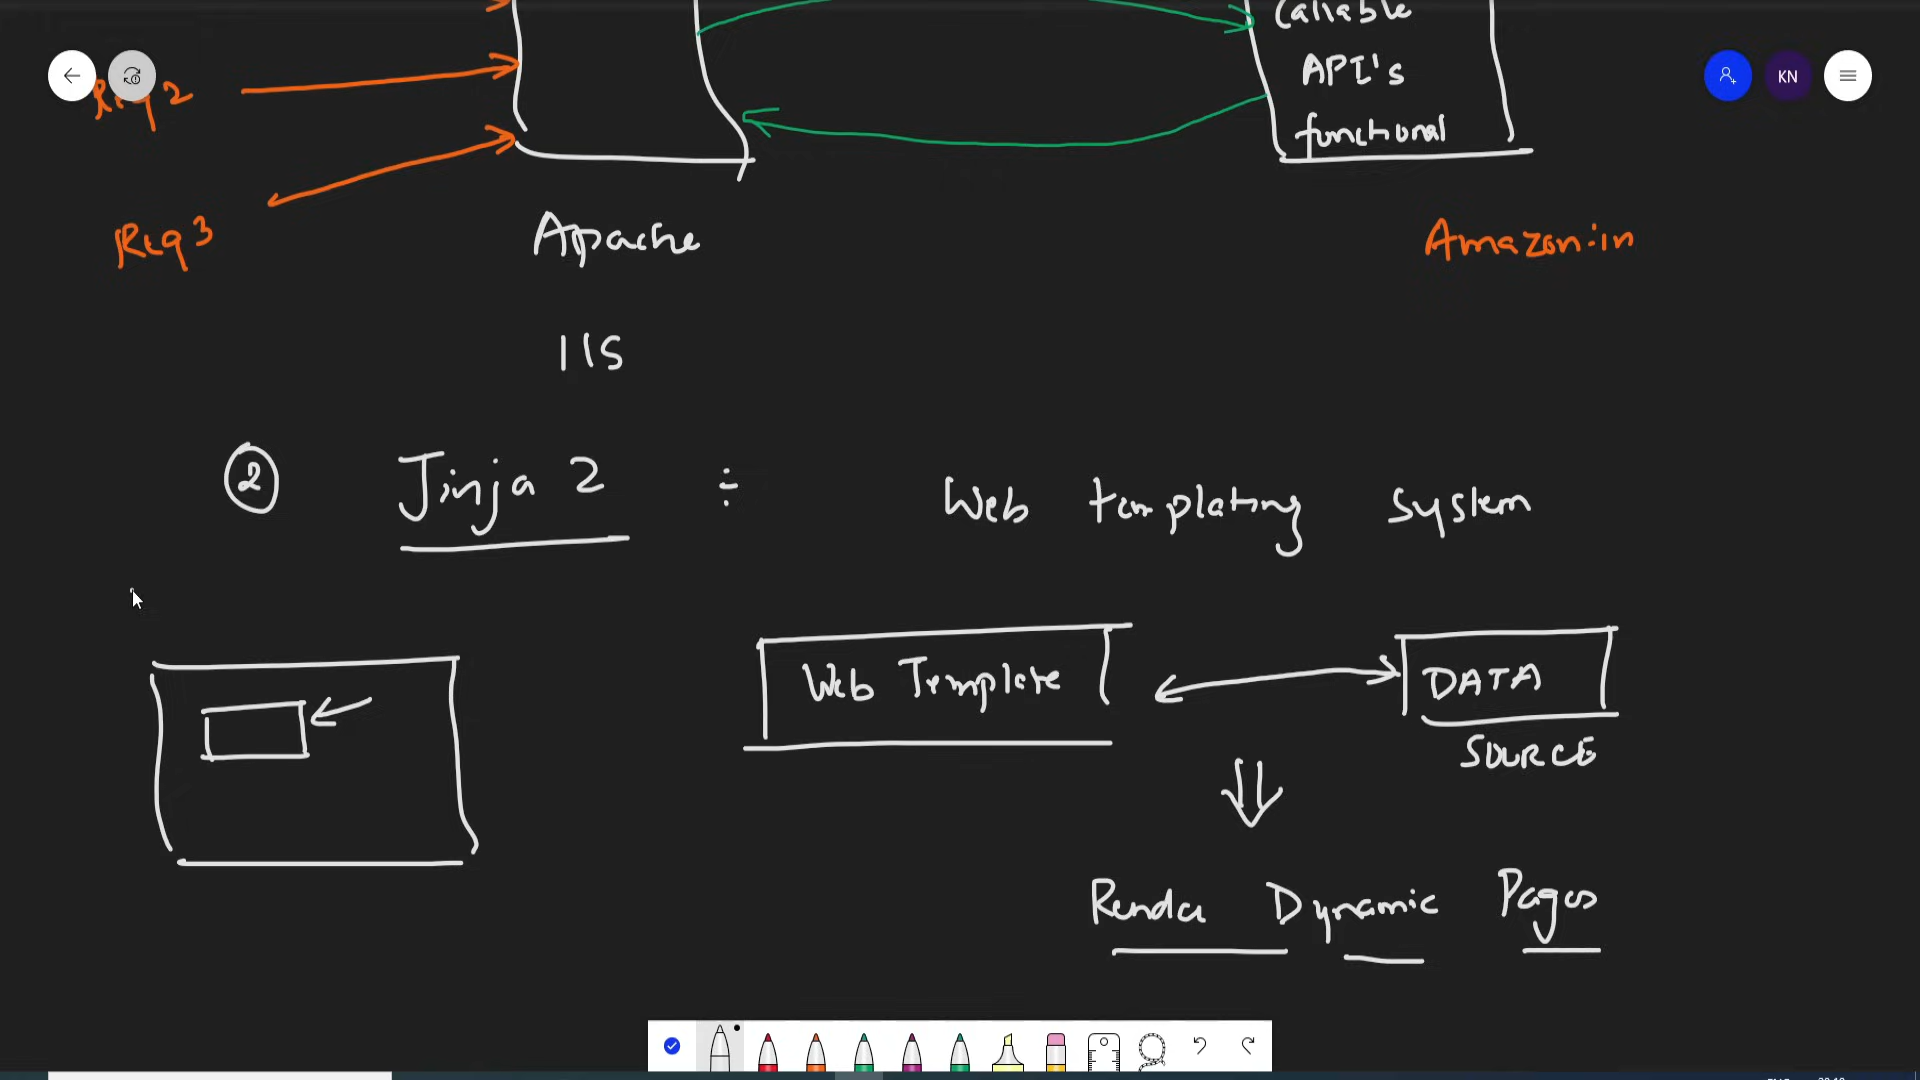 Callable
API's
functional
Req 2
Req 3
Apache
Amazon.in
IIS
KN
② Jinja 2 : Web templating system
Web Template
DATA
SOURCE
Render Dynamic Pages